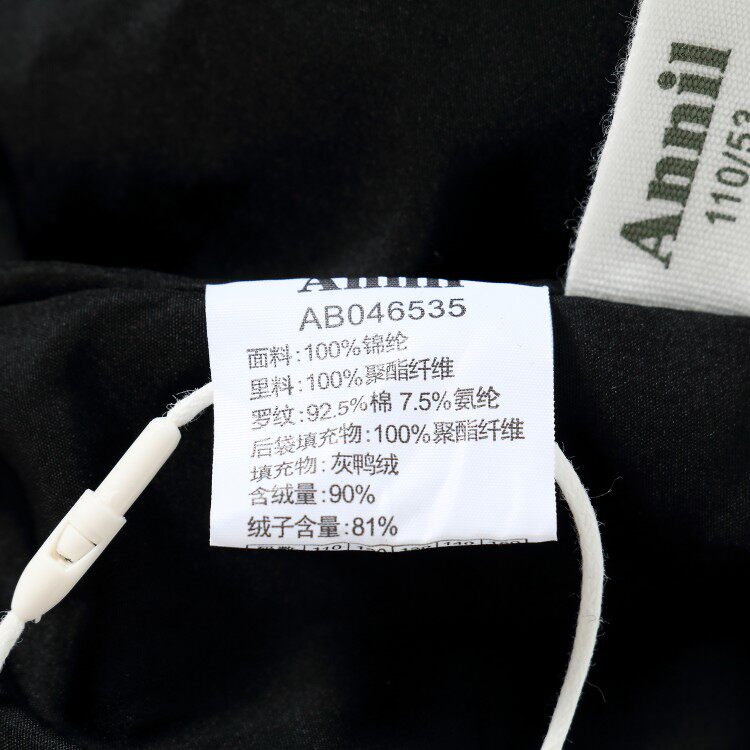 Annil
110/53
Annil
AB046535
面料:100%锦纶
里料:100%聚酯纤维
罗纹:92.5%棉 7.5%氨纶
后袋填充物:100%聚酯纤维
填充物:灰鸭绒
含绒量:90%
绒子含量:81%